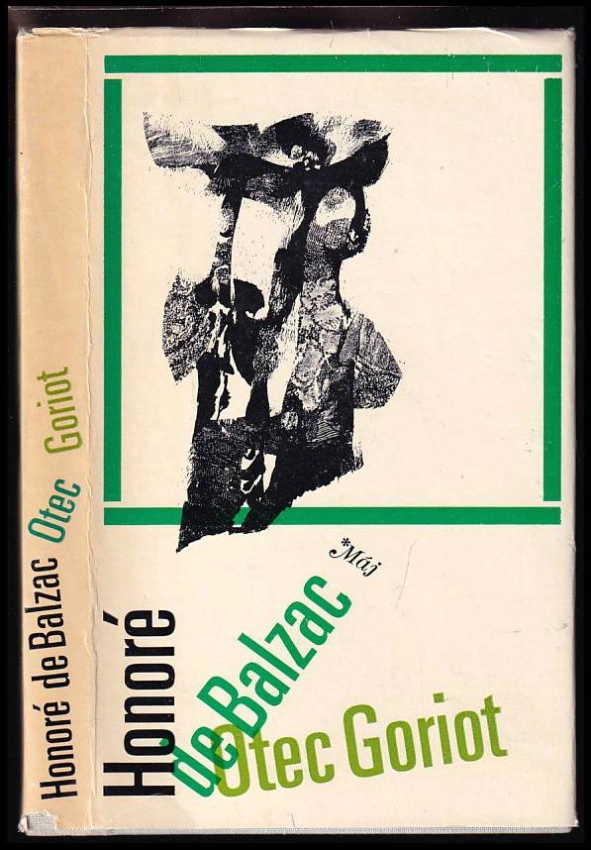 Honoré de Balzac Otec Goriot
*Máj
Honoré
de Balzac
Otec Goriot